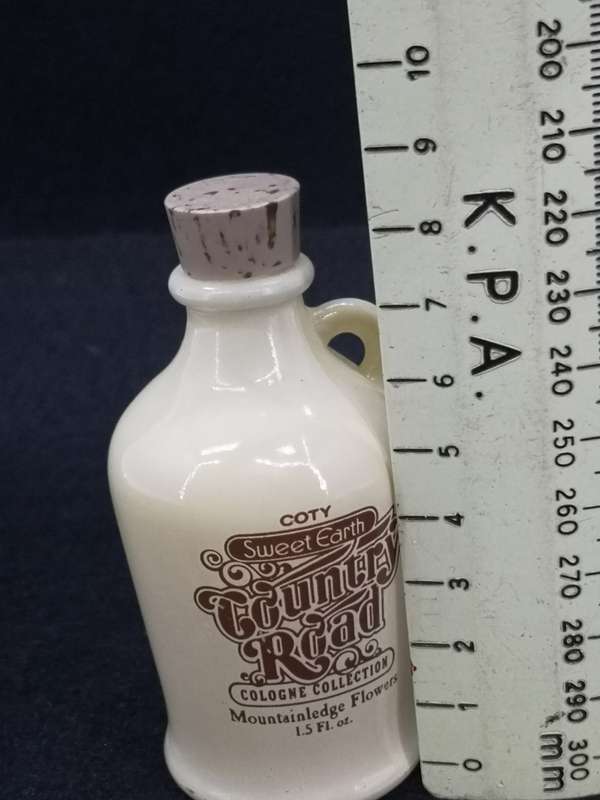 COTY
Sweet Earth
Country
Road
COLOGNE COLLECTION
Mountainledge Flowers
1.5 Fl. oz.
10
9
8
7
6
5
4
3
2
1
0
K.P.A.
200
210
220
230
240
250
260
270
280
290
300
mm